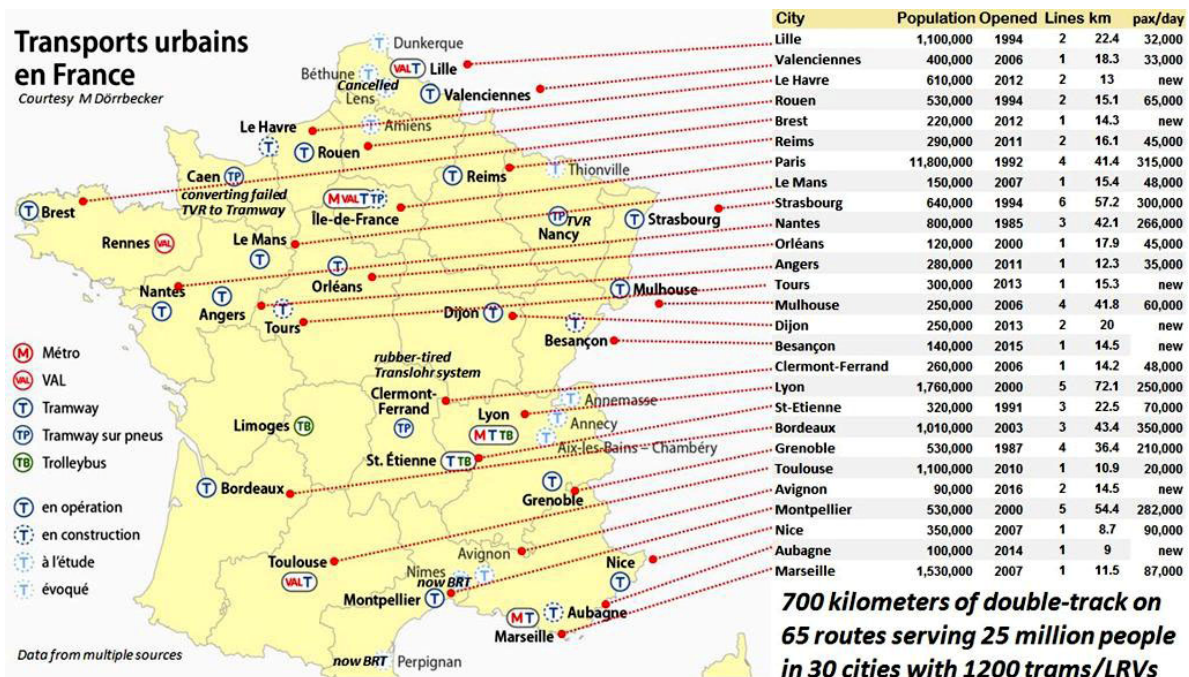 Transports urbains
en France
Courtesy M Dörrbecker
Dunkerque
VAL T Lille
Béthune T
Cancelled
Lens
T Valenciennes
Le Havre
T
Amiens
T Rouen
T Reims
Thionville
Caen TP
converting failed
TVR to Tramway
M VAL T TP
Île-de-France
TP TVR
Nancy
T Strasbourg
T Brest
Rennes VAL
Le Mans
T
T
Orléans
Nantes
T
T
Angers
T
Tours
Dijon T
T Mulhouse
T
Besançon
rubber-tired
Translohr system
Clermont-
Ferrand
TP
Limoges TB
Lyon
M T TB
T Annemasse
T
Annecy
T
Aix-les-Bains – Chambéry
St. Étienne T TB
T Bordeaux
T
Grenoble
Toulouse
VAL T
Avignon
T
Nimes
now BRT
Montpellier T
Nice
T
M T
Marseille
T Aubagne
now BRT T Perpignan
M Métro
VAL VAL
T Tramway
TP Tramway sur pneus
TB Trolleybus
T en opération
T en construction
T à l'étude
T évoqué
Data from multiple sources
City Population Opened Lines km pax/day
Lille 1,100,000 1994 2 22.4 32,000
Valenciennes 400,000 2006 1 18.3 33,000
Le Havre 610,000 2012 2 13 new
Rouen 530,000 1994 2 15.1 65,000
Brest 220,000 2012 1 14.3 new
Reims 290,000 2011 2 16.1 45,000
Paris 11,800,000 1992 4 41.4 315,000
Le Mans 150,000 2007 1 15.4 48,000
Strasbourg 640,000 1994 6 57.2 300,000
Nantes 800,000 1985 3 42.1 266,000
Orléans 120,000 2000 1 17.9 45,000
Angers 280,000 2011 1 12.3 35,000
Tours 300,000 2013 1 15.3 new
Mulhouse 250,000 2006 4 41.8 60,000
Dijon 250,000 2013 2 20 new
Besançon 140,000 2015 1 14.5 new
Clermont-Ferrand 260,000 2006 1 14.2 48,000
Lyon 1,760,000 2000 5 72.1 250,000
St-Etienne 320,000 1991 3 22.5 70,000
Bordeaux 1,010,000 2003 3 43.4 350,000
Grenoble 530,000 1987 4 36.4 210,000
Toulouse 1,100,000 2010 1 10.9 20,000
Avignon 90,000 2016 2 14.5 new
Montpellier 530,000 2000 5 54.4 282,000
Nice 350,000 2007 1 8.7 90,000
Aubagne 100,000 2014 1 9 new
Marseille 1,530,000 2007 1 11.5 87,000
700 kilometers of double-track on
65 routes serving 25 million people
in 30 cities with 1200 trams/LRVs